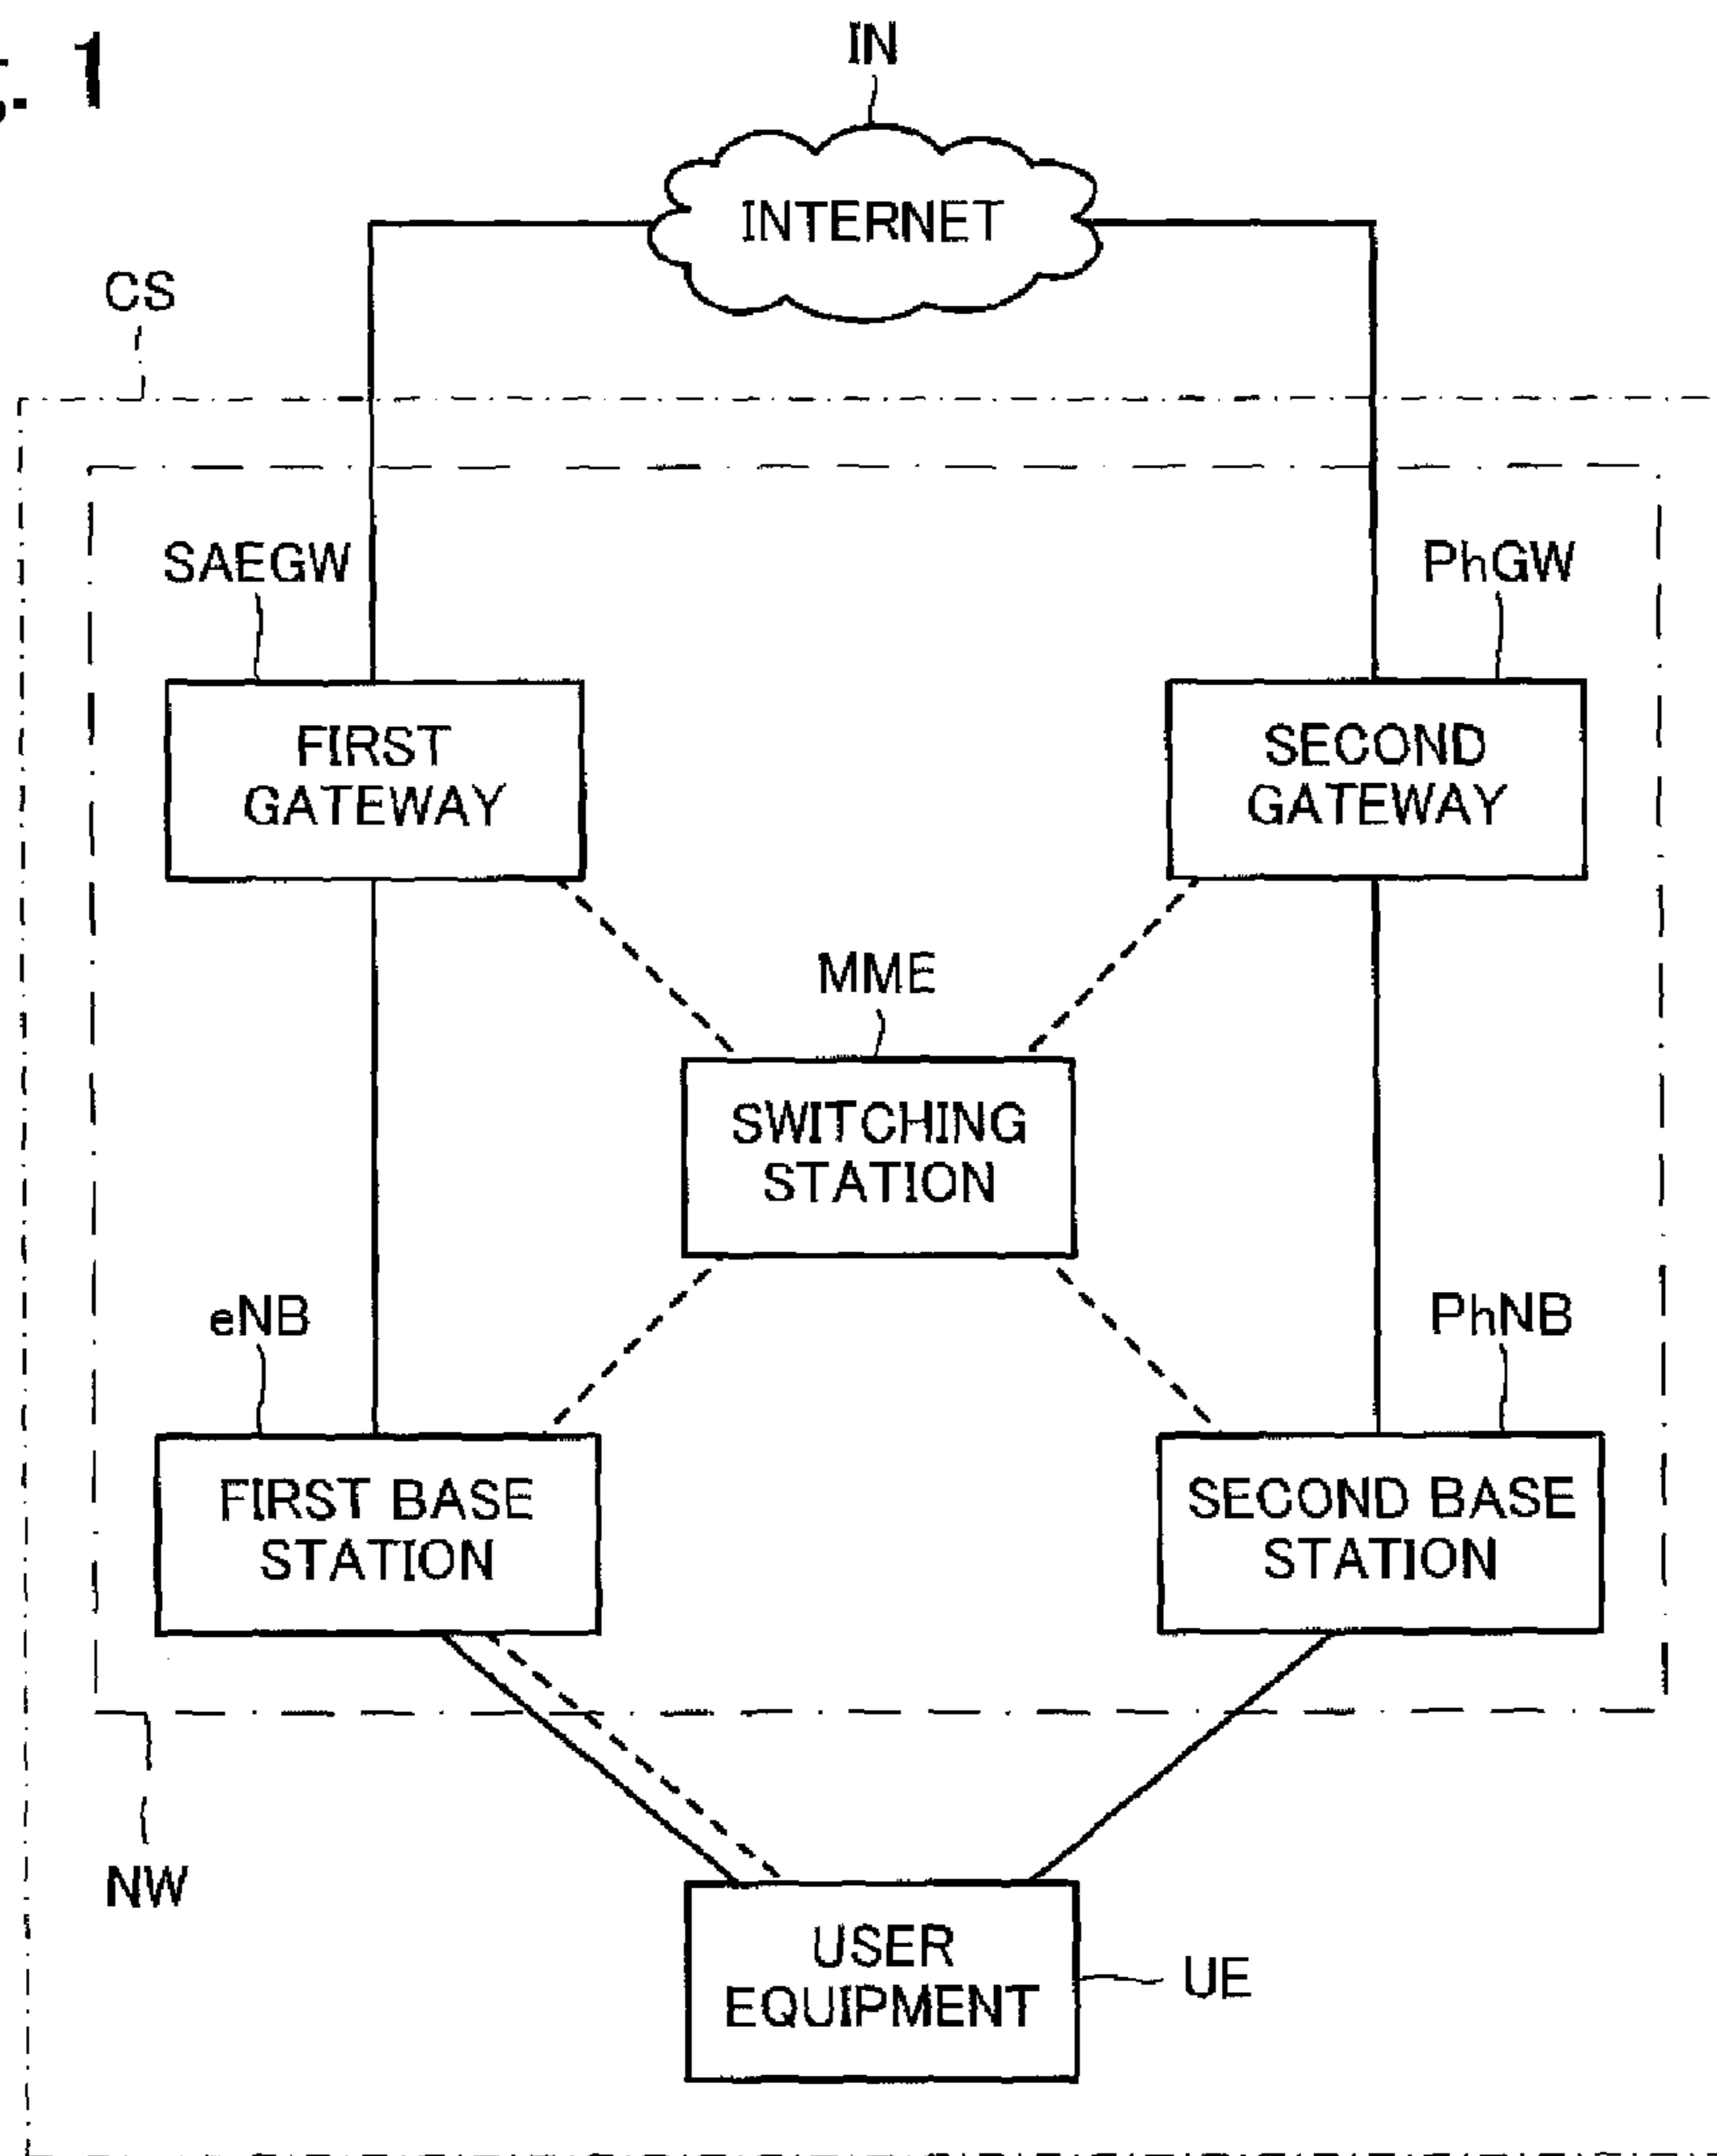 . 1
IN
INTERNET
CS
SAEGW
PhGW
FIRST
GATEWAY
SECOND
GATEWAY
MME
SWITCHING
STATION
eNB
PhNB
FIRST BASE
STATION
SECOND BASE
STATION
NW
USER
EQUIPMENT
UE